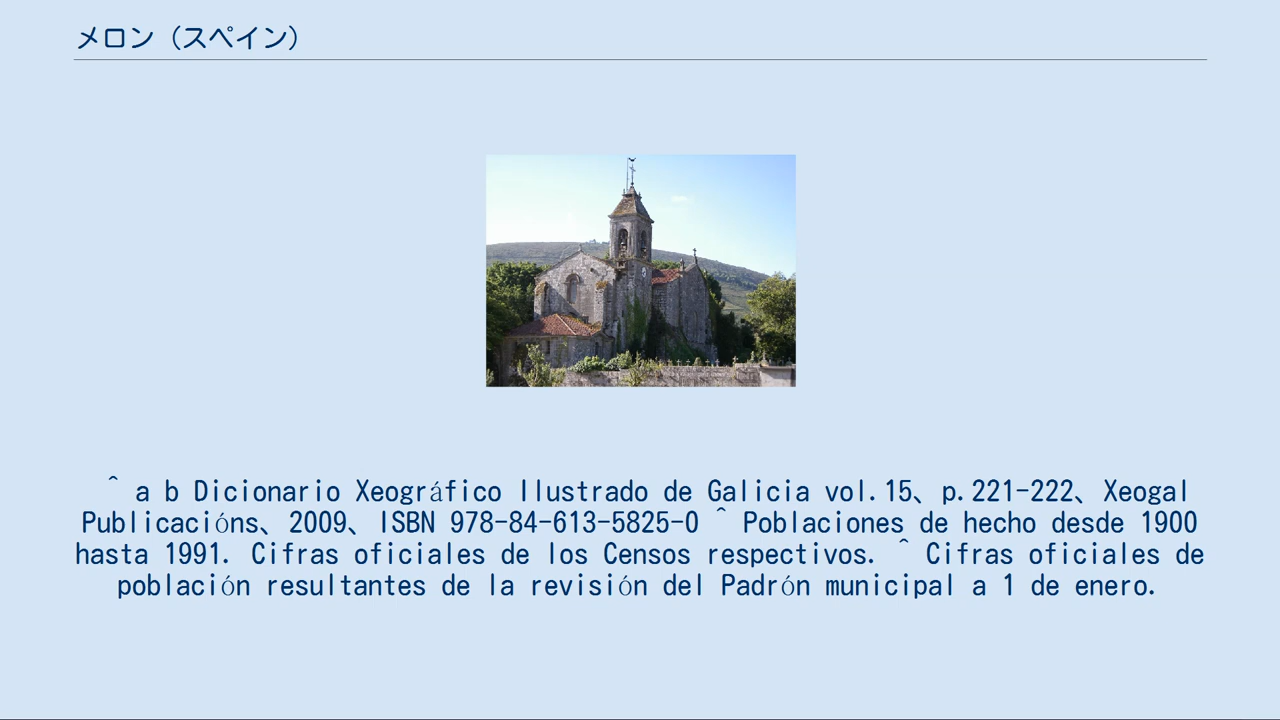 メロン（スペイン）
^ a b Dicionario Xeográfico Ilustrado de Galicia vol.15、p.221-222、Xeogal
Publicacións、2009、ISBN 978-84-613-5825-0 ^ Poblaciones de hecho desde 1900
hasta 1991. Cifras oficiales de los Censos respectivos. ^ Cifras oficiales de
población resultantes de la revisión del Padrón municipal a 1 de enero.